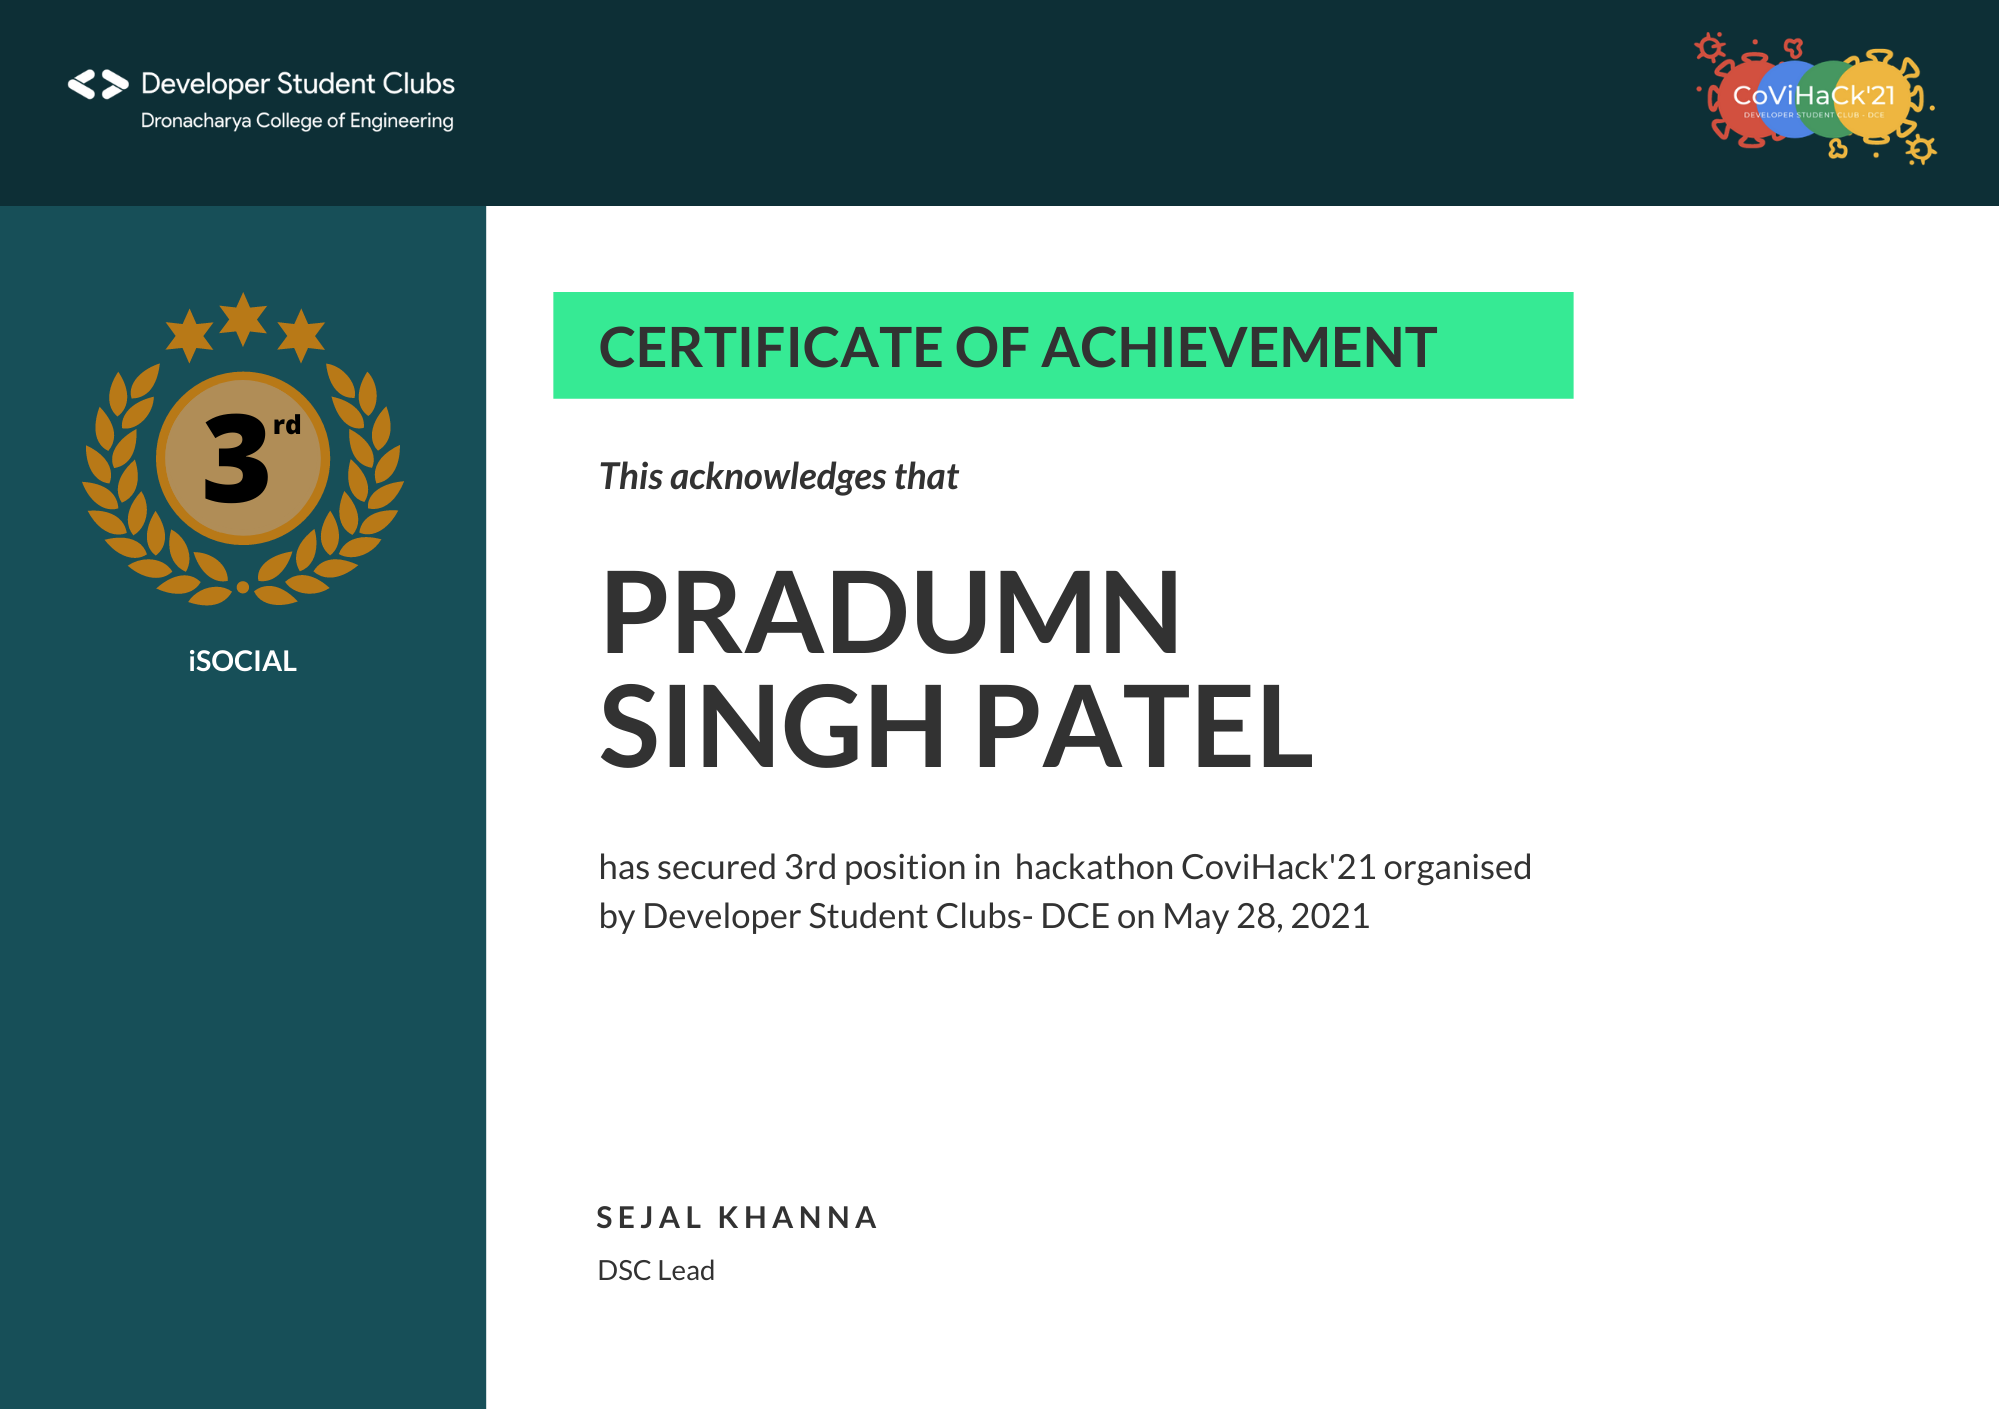 Developer Student Clubs
Dronacharya College of Engineering
CoViHaCk'21
DEVELOPER STUDENT CLUB - DCE
3rd
iSOCIAL
CERTIFICATE OF ACHIEVEMENT
This acknowledges that
PRADUMN
SINGH PATEL
has secured 3rd position in  hackathon CoviHack'21 organised
by Developer Student Clubs- DCE on May 28, 2021
SEJAL KHANNA
DSC Lead